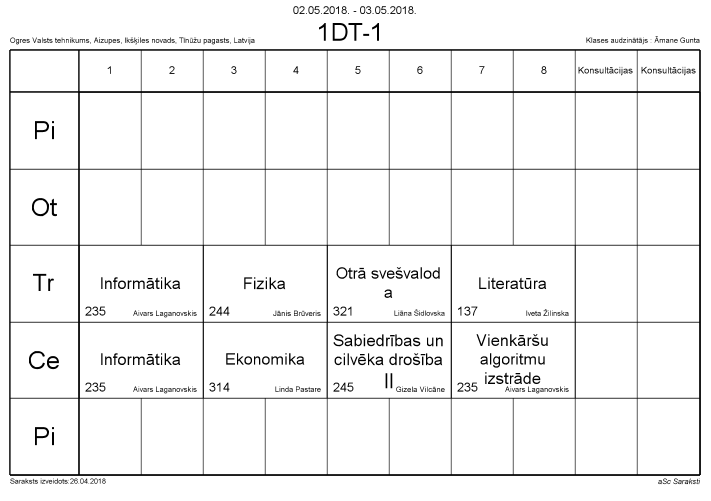 02.05.2018. - 03.05.2018.
1DT-1
Ogres Valsts tehnikums, Aizupes, Ikšķiles novads, Tīnūžu pagasts, Latvija
Klases audzinātājs : Āmane Gunta
1 2 3 4 5 6 7 8 Konsultācijas Konsultācijas
Pi
Ot
Tr
Informātika
235 Aivars Laganovskis
Fizika
244 Jānis Brūveris
Otrā svešvalod
a
321 Liāna Šidlovska
Literatūra
137 Iveta Žilinska
Ce
Informātika
235 Aivars Laganovskis
Ekonomika
314 Linda Pastare
Sabiedrības un
cilvēka drošība
II
245 Gizela Vilcāne
Vienkāršu
algoritmu
izstrāde
235 Aivars Laganovskis
Pi
Saraksts izveidots:26.04.2018
aSc Saraksti